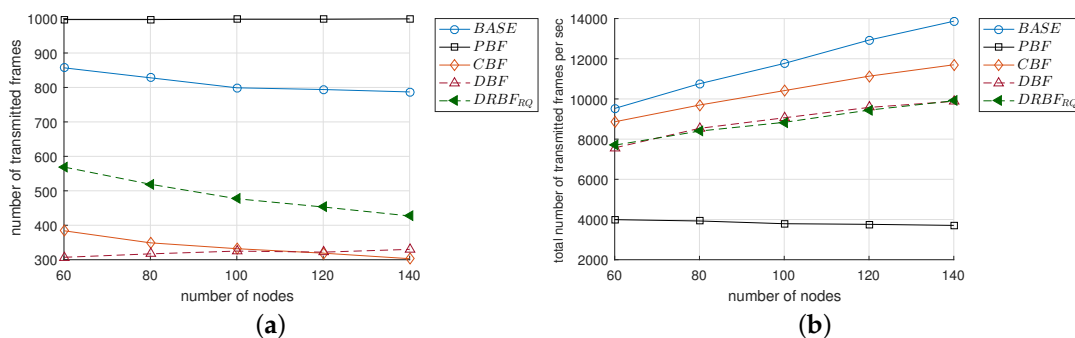 number of transmitted frames
1000
900
800
700
600
500
400
300
60
80
100
120
140
number of nodes
BASE
PBF
CBF
DBF
DRBF_RQ
(a)
total number of transmitted frames per sec
14000
12000
10000
8000
6000
4000
2000
60
80
100
120
140
number of nodes
BASE
PBF
CBF
DBF
DRBF_RQ
(b)